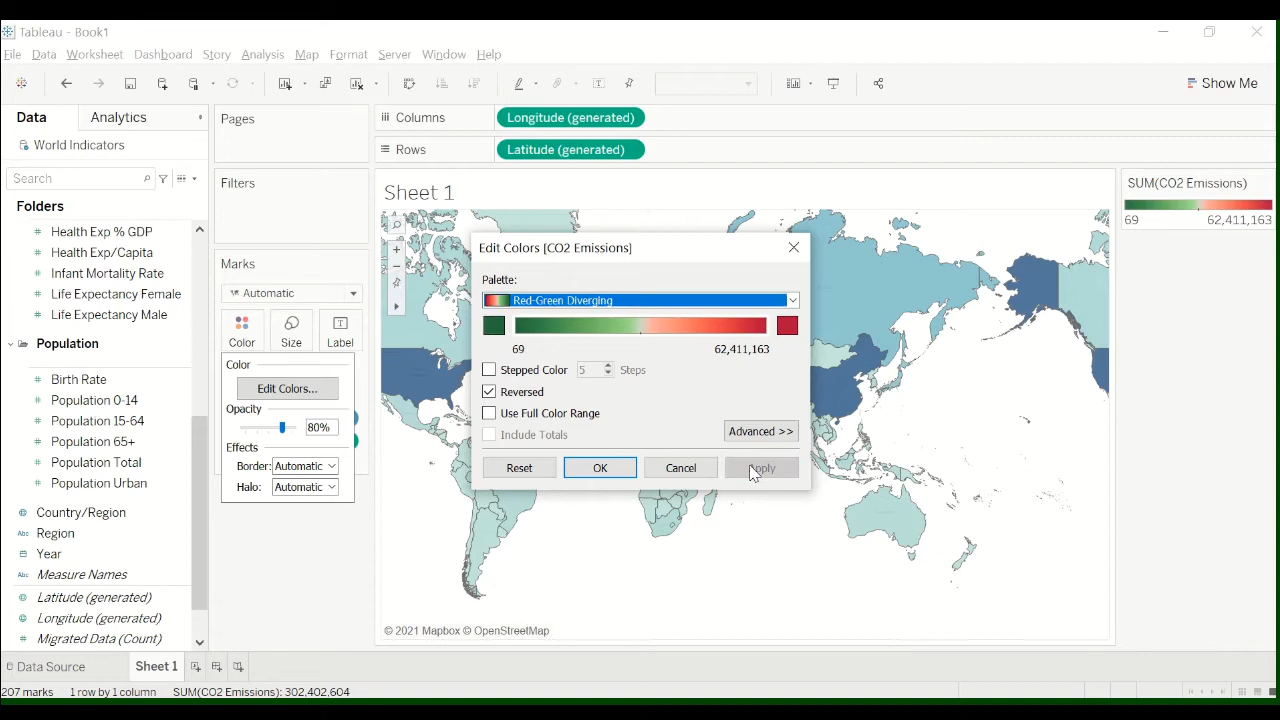 Tableau - Book1
File Data Worksheet Dashboard Story Analysis Map Format Server Window Help
Show Me
Data Analytics
World Indicators
Search
Folders
Health Exp % GDP
Health Exp/Capita
Infant Mortality Rate
Life Expectancy Female
Life Expectancy Male
Population
Birth Rate
Population 0-14
Population 15-64
Population 65+
Population Total
Population Urban
Country/Region
Abc Region
Year
Abc Measure Names
Latitude (generated)
Longitude (generated)
Migrated Data (Count)
Pages
Filters
Marks
Automatic
Color Size Label
Color
Edit Colors...
Opacity
80%
Effects
Border: Automatic
Halo: Automatic
Columns Longitude (generated)
Rows Latitude (generated)
Sheet 1
Edit Colors [CO2 Emissions]
Palette:
Red-Green Diverging
69 62,411,163
Stepped Color 5 Steps
Reversed
Use Full Color Range
Include Totals
Advanced >>
Reset OK Cancel Apply
© 2021 Mapbox © OpenStreetMap
SUM(CO2 Emissions)
69 62,411,163
Data Source Sheet 1
207 marks 1 row by 1 column SUM(CO2 Emissions): 302,402,604